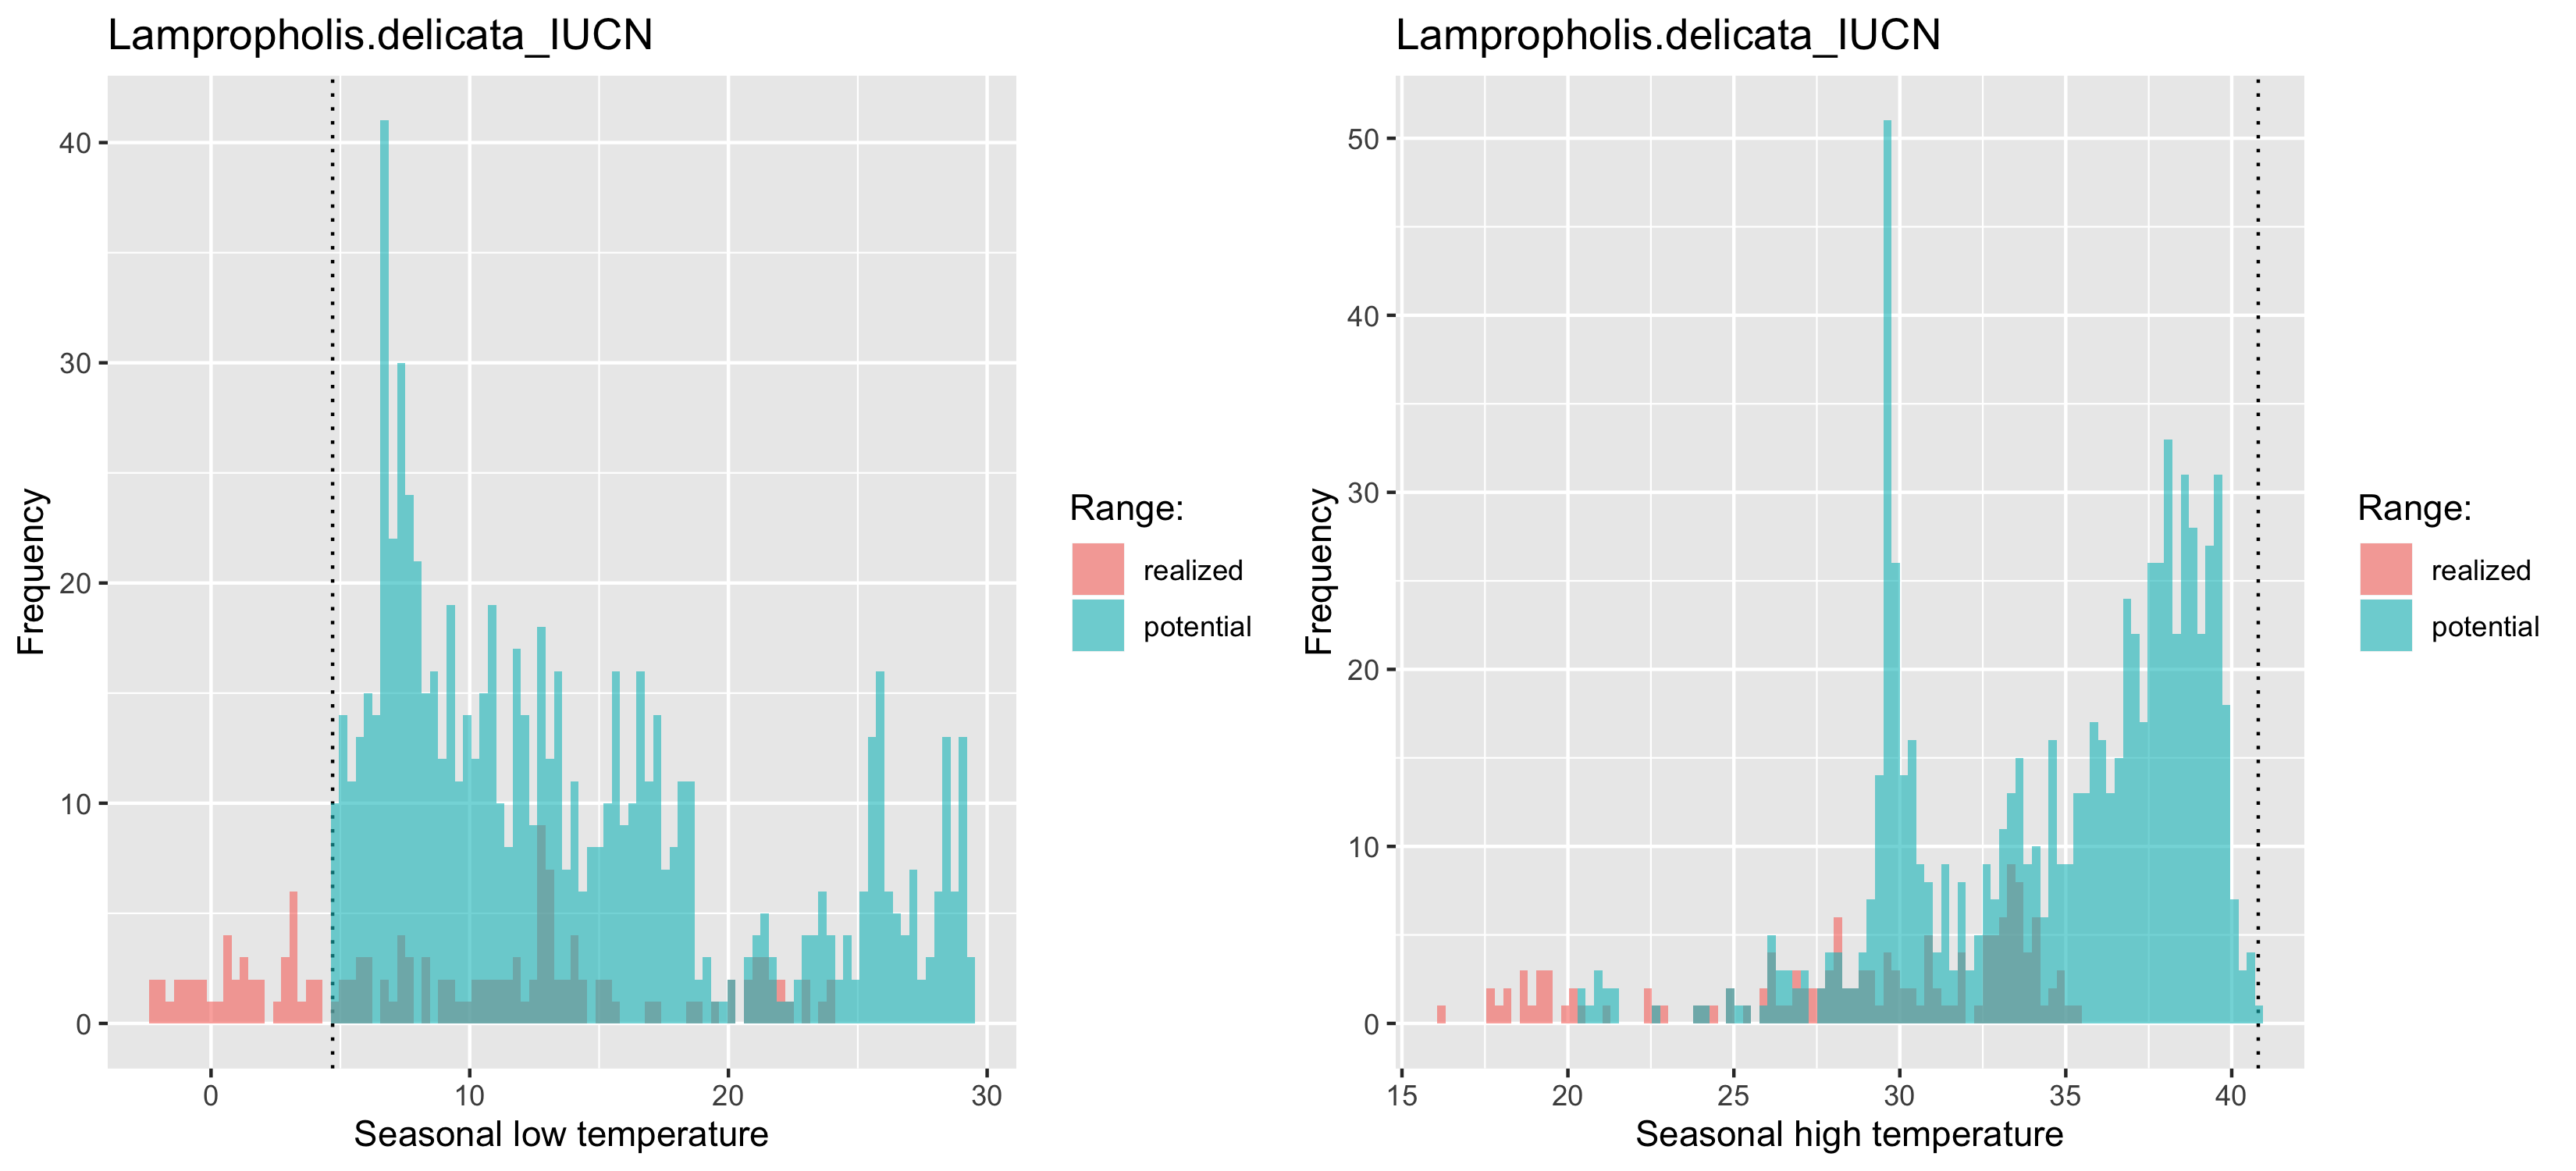 Lampropholis.delicata_IUCN
Frequency
40
30
20
10
0
0 10 20 30
Seasonal low temperature
Range:
realized
potential
Lampropholis.delicata_IUCN
Frequency
50
40
30
20
10
0
15 20 25 30 35 40
Seasonal high temperature
Range:
realized
potential